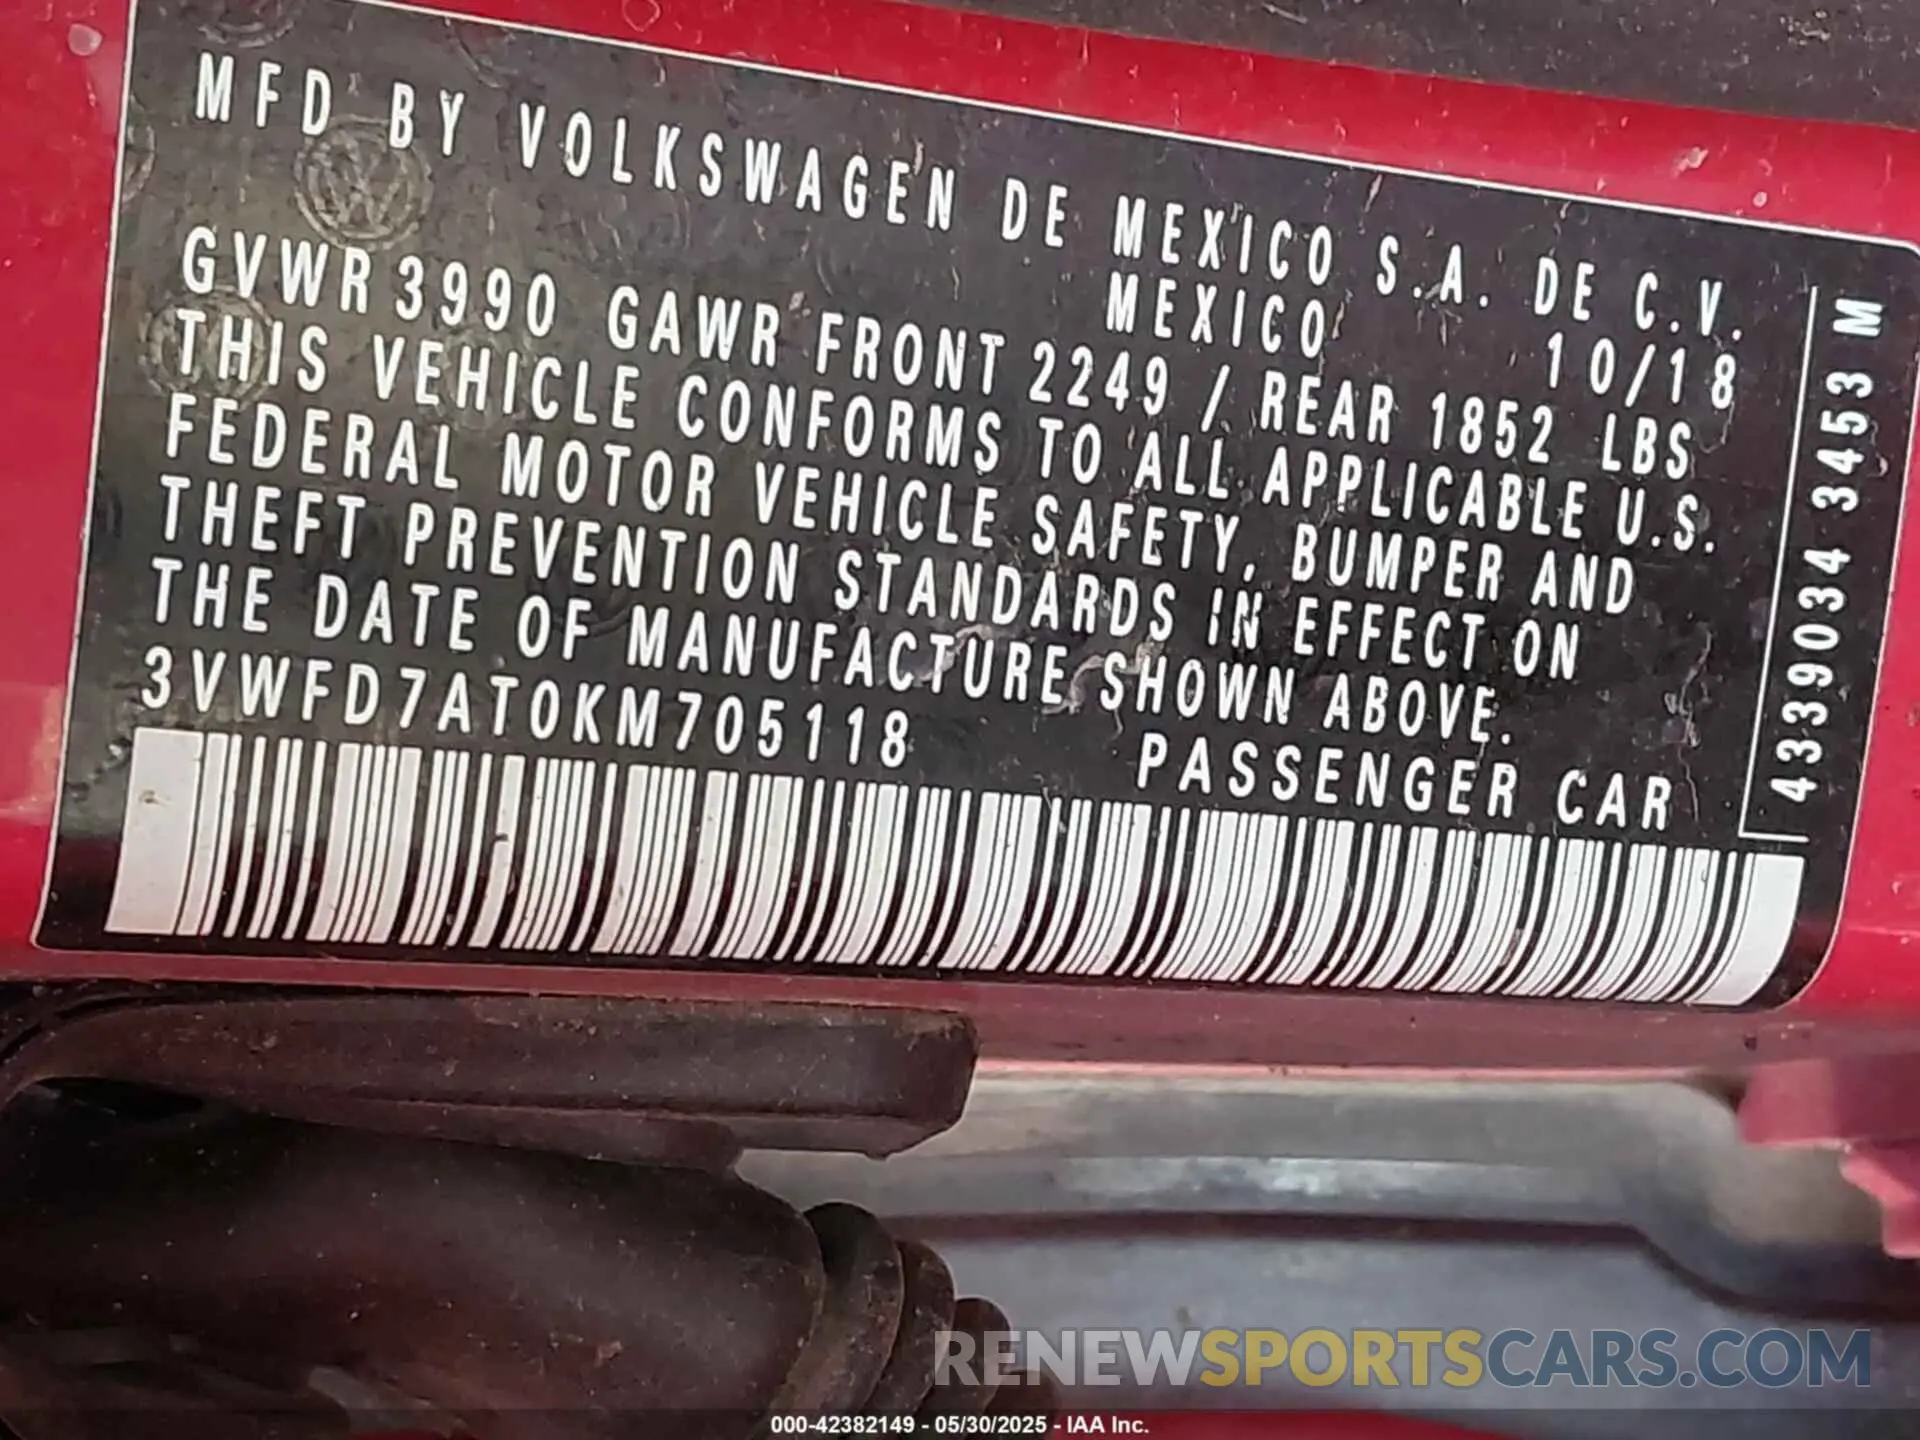 MFD BY VOLKSWAGEN DE MEXICO S.A. DE C.V.
MEXICO 10/18
GVWR 3990 GAWR FRONT 2249 / REAR 1852 LBS
THIS VEHICLE CONFORMS TO ALL APPLICABLE U.S.
FEDERAL MOTOR VEHICLE SAFETY, BUMPER AND
THEFT PREVENTION STANDARDS IN EFFECT ON
THE DATE OF MANUFACTURE SHOWN ABOVE.
3VWFD7AT0KM705118 PASSENGER CAR
4339034 3453 M
RENEWSPORTSCARS.COM
000-42382149 - 05/30/2025 - IAA Inc.